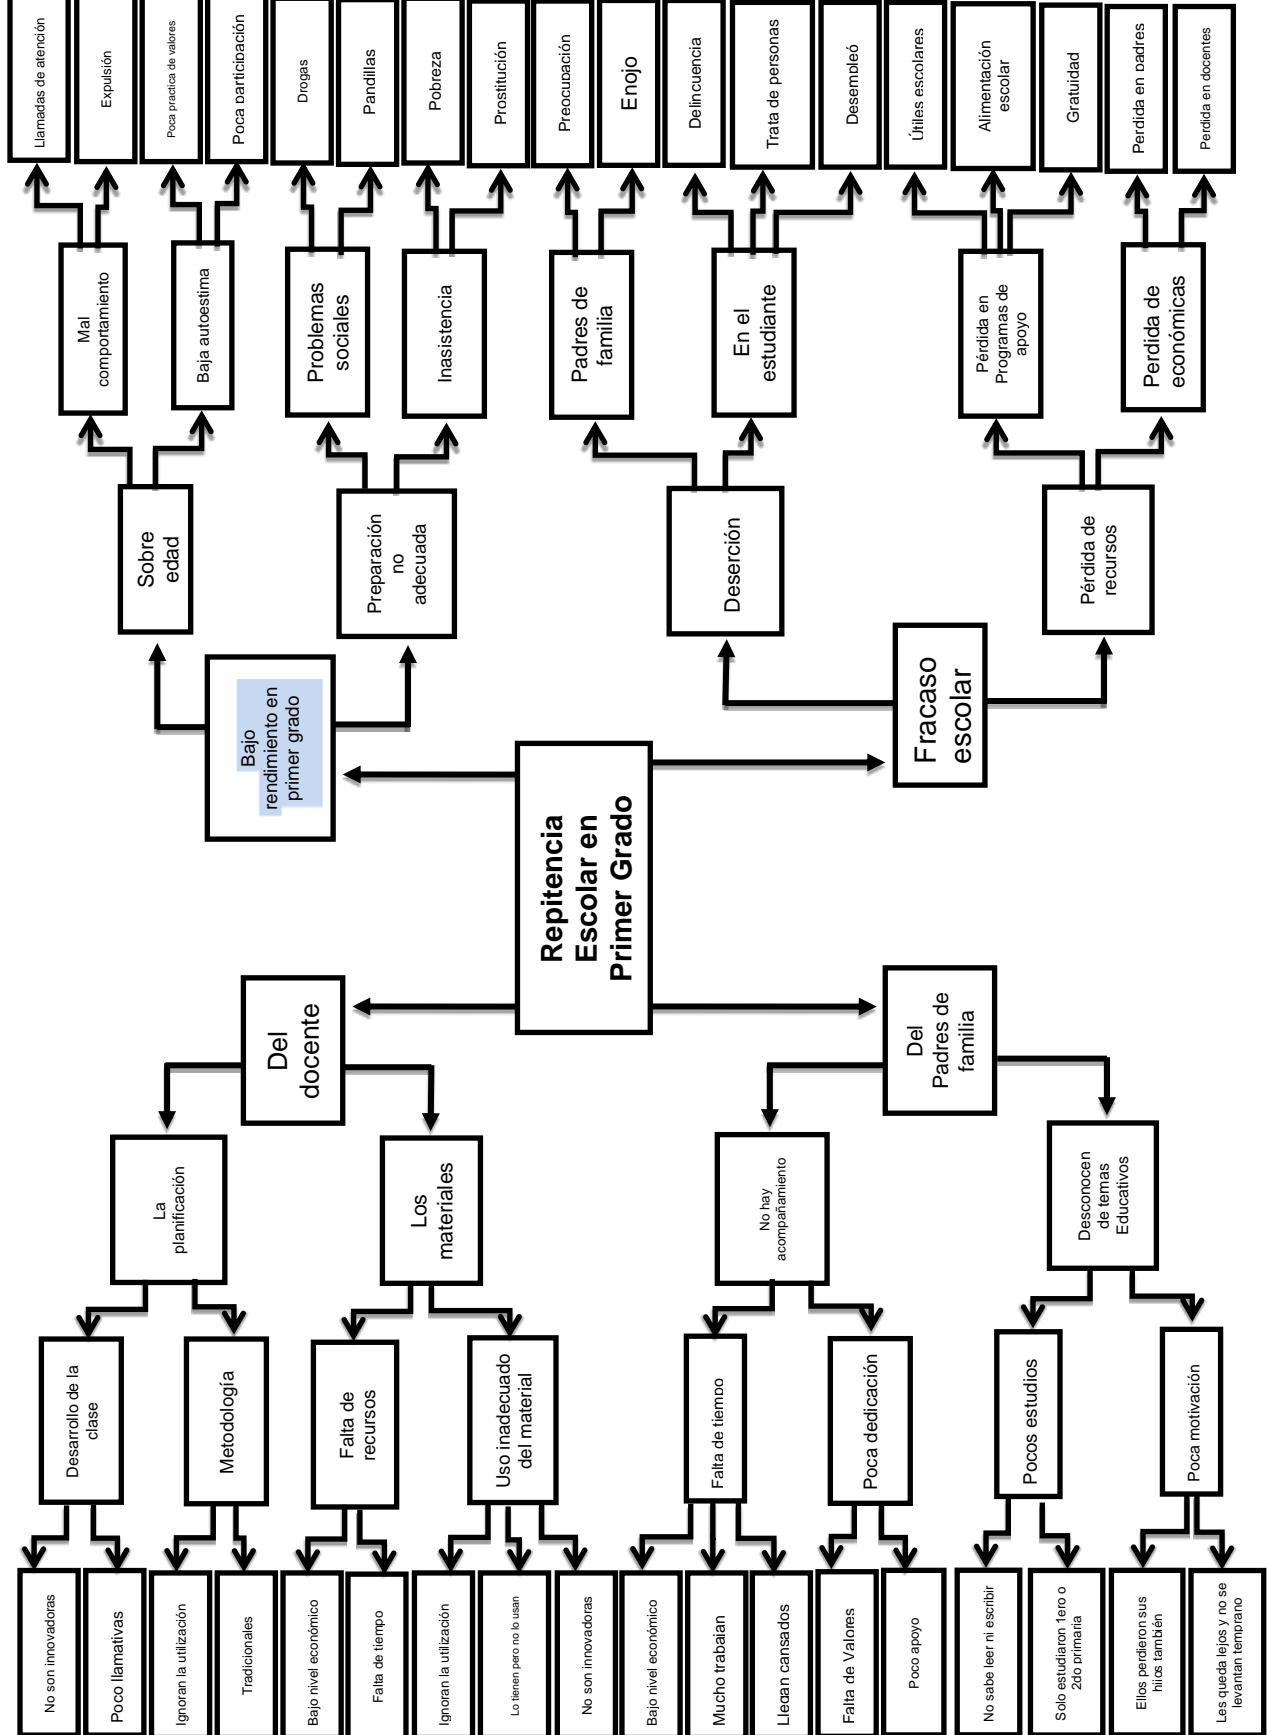 No son innovadoras
Poco llamativas
Ignoran la utilización
Tradicionales
Bajo nivel económico
Falta de tiempo
Ignoran la utilización
Lo tienen pero no lo usan
No son innovadoras
Bajo nivel económico
Mucho trabajan
Llegan cansados
Falta de Valores
Poco apoyo
No sabe leer ni escribir
Solo estudiaron 1ero o
2do primaria
Ellos perdieron sus
hijos también
Les queda lejos y no se
levantan temprano
Desarrollo de la
clase
Metodología
Falta de
recursos
Uso inadecuado
del material
Falta de tiempo
Poca dedicación
Pocos estudios
Poca motivación
La
planificación
Los
materiales
No hay
acompañamiento
Desconocen
de temas
Educativos
Del
docente
Del
Padres de
familia
Repitencia
Escolar en
Primer Grado
Bajo
rendimiento en
primer grado
Fracaso
escolar
Sobre
edad
Preparación
no
adecuada
Deserción
Pérdida de
recursos
Mal
comportamiento
Baja autoestima
Problemas
sociales
Inasistencia
Padres de
familia
En el
estudiante
Pérdida en
Programas de
apoyo
Perdida de
económicas
Llamadas de atención
Expulsión
Poca practica de valores
Poca participación
Drogas
Pandillas
Pobreza
Prostitución
Preocupación
Enojo
Delincuencia
Trata de personas
Desempleó
Útiles escolares
Alimentación
escolar
Gratuidad
Perdida en padres
Perdida en docentes